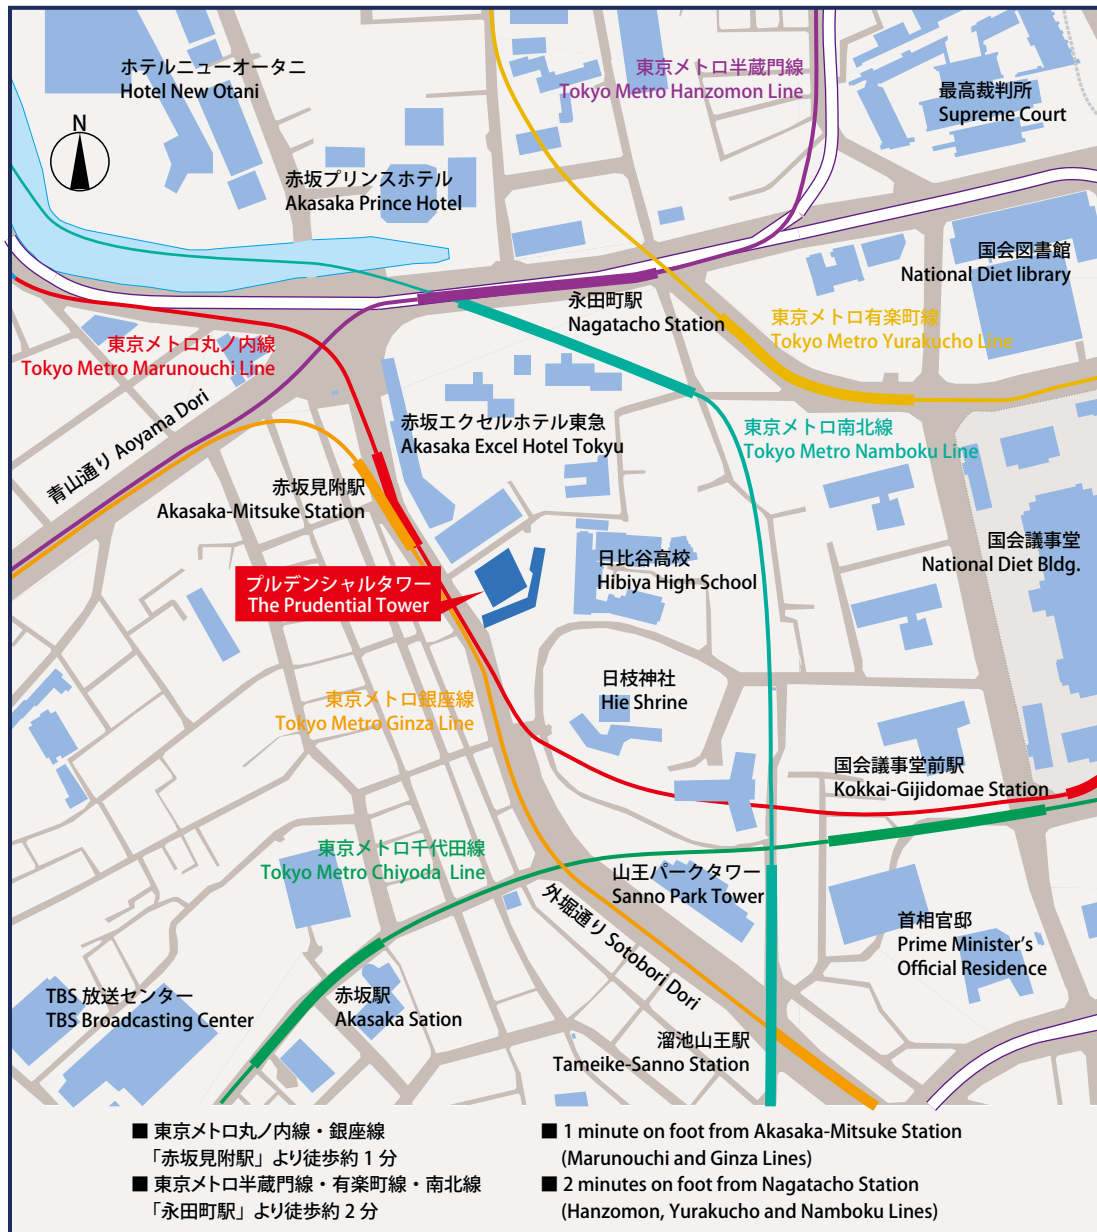 ホテルニューオータニ
Hotel New Otani
東京メトロ半蔵門線
Tokyo Metro Hanzomon Line
最高裁判所
Supreme Court
N
赤坂プリンスホテル
Akasaka Prince Hotel
国会図書館
National Diet library
永田町駅
Nagatacho Station
東京メトロ有楽町線
Tokyo Metro Yurakucho Line
東京メトロ丸ノ内線
Tokyo Metro Marunouchi Line
青山通り Aoyama Dori
赤坂エクセルホテル東急
Akasaka Excel Hotel Tokyu
東京メトロ南北線
Tokyo Metro Namboku Line
赤坂見附駅
Akasaka-Mitsuke Station
国会議事堂
National Diet Bldg.
日比谷高校
Hibiya High School
プルデンシャルタワー
The Prudential Tower
日枝神社
Hie Shrine
東京メトロ銀座線
Tokyo Metro Ginza Line
国会議事堂前駅
Kokkai-Gijidomae Station
東京メトロ千代田線
Tokyo Metro Chiyoda Line
山王パークタワー
Sanno Park Tower
外堀通り Sotobori Dori
首相官邸
Prime Minister's
Official Residence
TBS 放送センター
TBS Broadcasting Center
赤坂駅
Akasaka Sation
溜池山王駅
Tameike-Sanno Station
■ 東京メトロ丸ノ内線・銀座線
「赤坂見附駅」より徒歩約 1 分
■ 東京メトロ半蔵門線・有楽町線・南北線
「永田町駅」より徒歩約 2 分
■ 1 minute on foot from Akasaka-Mitsuke Station
(Marunouchi and Ginza Lines)
■ 2 minutes on foot from Nagatacho Station
(Hanzomon, Yurakucho and Namboku Lines)